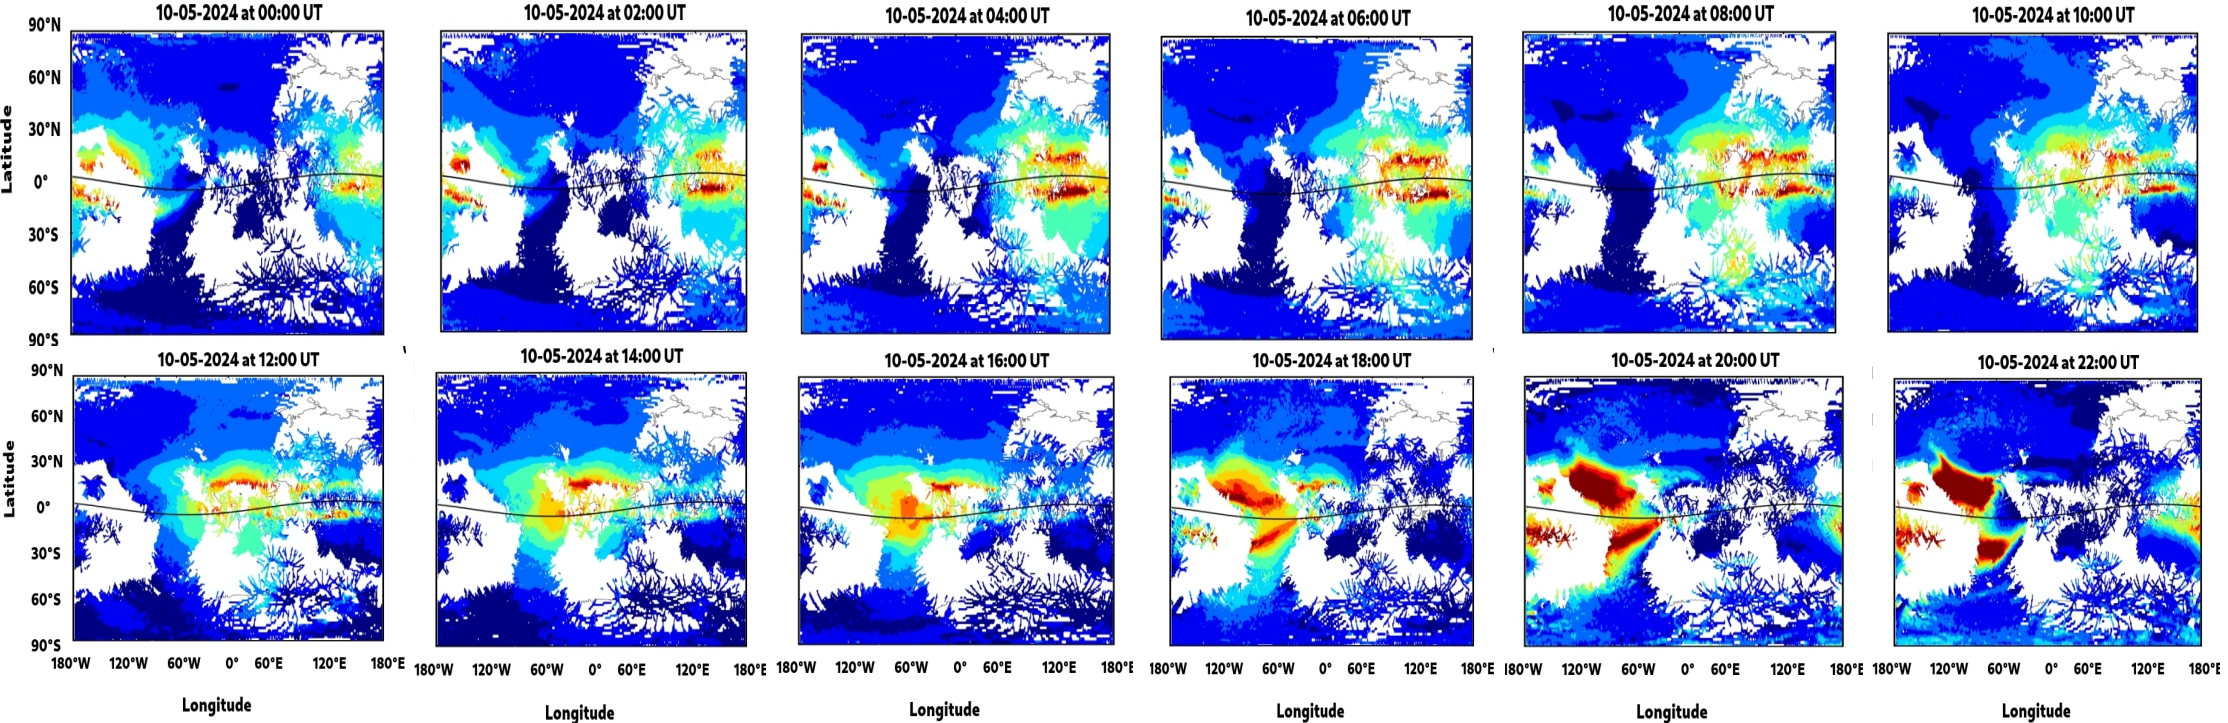 10-05-2024 at 00:00 UT
10-05-2024 at 02:00 UT
10-05-2024 at 04:00 UT
10-05-2024 at 06:00 UT
10-05-2024 at 08:00 UT
10-05-2024 at 10:00 UT
90°N
60°N
30°N
0°
30°S
60°S
90°S
Latitude
10-05-2024 at 12:00 UT
10-05-2024 at 14:00 UT
10-05-2024 at 16:00 UT
10-05-2024 at 18:00 UT
10-05-2024 at 20:00 UT
10-05-2024 at 22:00 UT
90°N
60°N
30°N
0°
30°S
60°S
90°S
Latitude
180°W 120°W 60°W 0° 60°E 120°E 180°E
180°W 120°W 60°W 0° 60°E 120°E 180°E
180°W 120°W 60°W 0° 60°E 120°E 180°E
180°W 120°W 60°W 0° 60°E 120°E 180°E
180°W 120°W 60°W 0° 60°E 120°E 180°E
180°W 120°W 60°W 0° 60°E 120°E 180°E
Longitude
Longitude
Longitude
Longitude
Longitude
Longitude